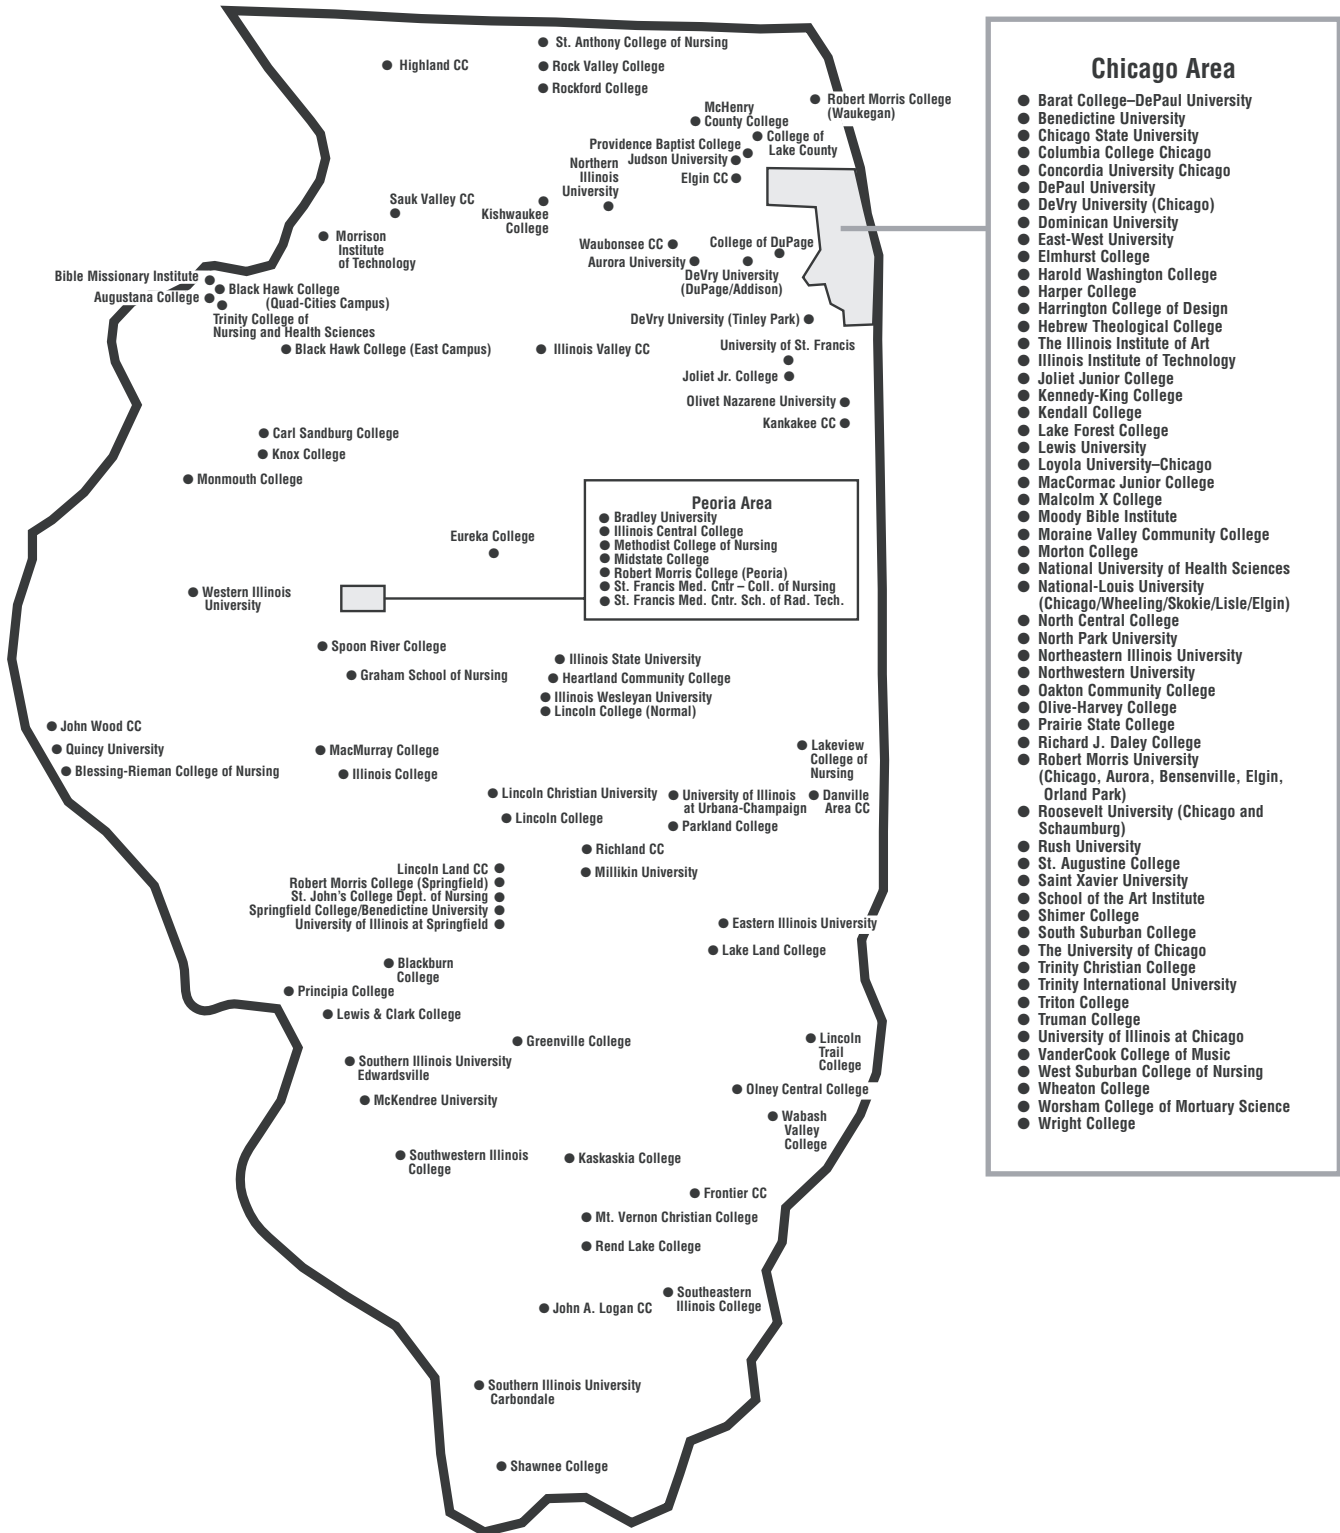 St. Anthony College of Nursing
Highland CC
Rock Valley College
Rockford College
Robert Morris College
(Waukegan)
McHenry
County College
College of
Lake County
Providence Baptist College
Judson University
Northern
Illinois
University
Elgin CC
Sauk Valley CC
Kishwaukee
College
Morrison
Institute
of Technology
Waubonsee CC
College of DuPage
Aurora University
DeVry University
(DuPage/Addison)
Bible Missionary Institute
Black Hawk College
(Quad-Cities Campus)
Augustana College
Trinity College of
Nursing and Health Sciences
DeVry University (Tinley Park)
Black Hawk College (East Campus)
Illinois Valley CC
University of St. Francis
Joliet Jr. College
Olivet Nazarene University
Kankakee CC
Carl Sandburg College
Knox College
Monmouth College
Peoria Area
Bradley University
Illinois Central College
Methodist College of Nursing
Midstate College
Robert Morris College (Peoria)
St. Francis Med. Cntr – Coll. of Nursing
St. Francis Med. Cntr. Sch. of Rad. Tech.
Eureka College
Western Illinois
University
Spoon River College
Graham School of Nursing
Illinois State University
Heartland Community College
Illinois Wesleyan University
Lincoln College (Normal)
John Wood CC
Quincy University
Blessing-Rieman College of Nursing
MacMurray College
Illinois College
Lakeview
College of
Nursing
Lincoln Christian University
University of Illinois
at Urbana-Champaign
Danville
Area CC
Lincoln College
Parkland College
Richland CC
Millikin University
Lincoln Land CC
Robert Morris College (Springfield)
St. John's College Dept. of Nursing
Springfield College/Benedictine University
University of Illinois at Springfield
Eastern Illinois University
Lake Land College
Blackburn
College
Principia College
Lewis & Clark College
Greenville College
Lincoln
Trail
College
Southern Illinois University
Edwardsville
Olney Central College
McKendree University
Wabash
Valley
College
Southwestern Illinois
College
Kaskaskia College
Frontier CC
Mt. Vernon Christian College
Rend Lake College
Southeastern
Illinois College
John A. Logan CC
Southern Illinois University
Carbondale
Shawnee College
Chicago Area
Barat College–DePaul University
Benedictine University
Chicago State University
Columbia College Chicago
Concordia University Chicago
DePaul University
DeVry University (Chicago)
Dominican University
East-West University
Elmhurst College
Harold Washington College
Harper College
Harrington College of Design
Hebrew Theological College
The Illinois Institute of Art
Illinois Institute of Technology
Joliet Junior College
Kennedy-King College
Kendall College
Lake Forest College
Lewis University
Loyola University–Chicago
MacCormac Junior College
Malcolm X College
Moody Bible Institute
Moraine Valley Community College
Morton College
National University of Health Sciences
National-Louis University
(Chicago/Wheeling/Skokie/Lisle/Elgin)
North Central College
North Park University
Northeastern Illinois University
Northwestern University
Oakton Community College
Olive-Harvey College
Prairie State College
Richard J. Daley College
Robert Morris University
(Chicago, Aurora, Bensenville, Elgin,
Orland Park)
Roosevelt University (Chicago and
Schaumburg)
Rush University
St. Augustine College
Saint Xavier University
School of the Art Institute
Shimer College
South Suburban College
The University of Chicago
Trinity Christian College
Trinity International University
Triton College
Truman College
University of Illinois at Chicago
VanderCook College of Music
West Suburban College of Nursing
Wheaton College
Worsham College of Mortuary Science
Wright College